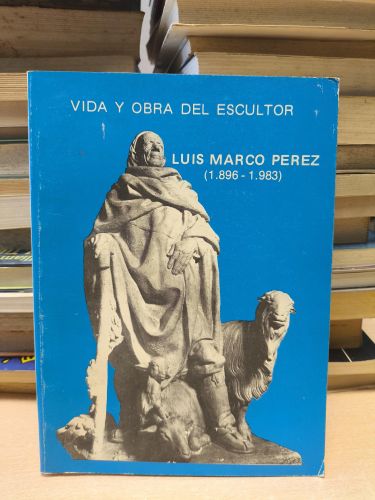 VIDA Y OBRA DEL ESCULTOR
LUIS MARCO PEREZ
(1.896 - 1.983)